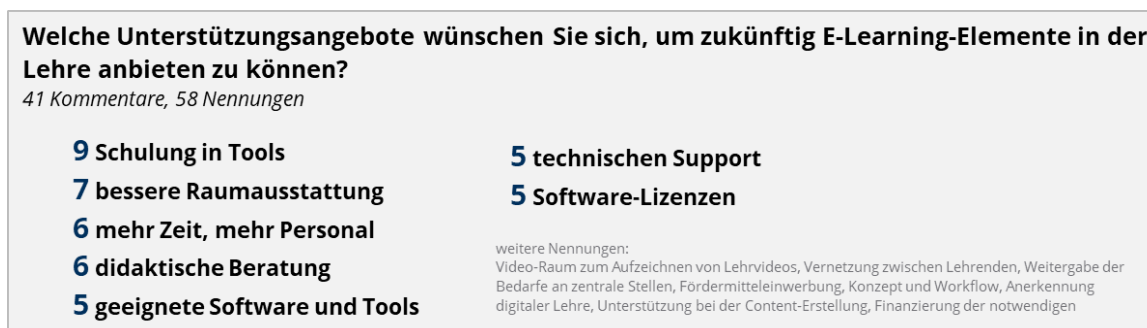 Welche Unterstützungsangebote wünschen Sie sich, um zukünftig E-Learning-Elemente in der
Lehre anbieten zu können?
41 Kommentare, 58 Nennungen
9 Schulung in Tools
7 bessere Raumausstattung
6 mehr Zeit, mehr Personal
6 didaktische Beratung
5 geeignete Software und Tools
5 technischen Support
5 Software-Lizenzen
weitere Nennungen:
Video-Raum zum Aufzeichnen von Lehrvideos, Vernetzung zwischen Lehrenden, Weitergabe der
Bedarfe an zentrale Stellen, Fördermitteleinwerbung, Konzept und Workflow, Anerkennung
digitaler Lehre, Unterstützung bei der Content-Erstellung, Finanzierung der notwendigen